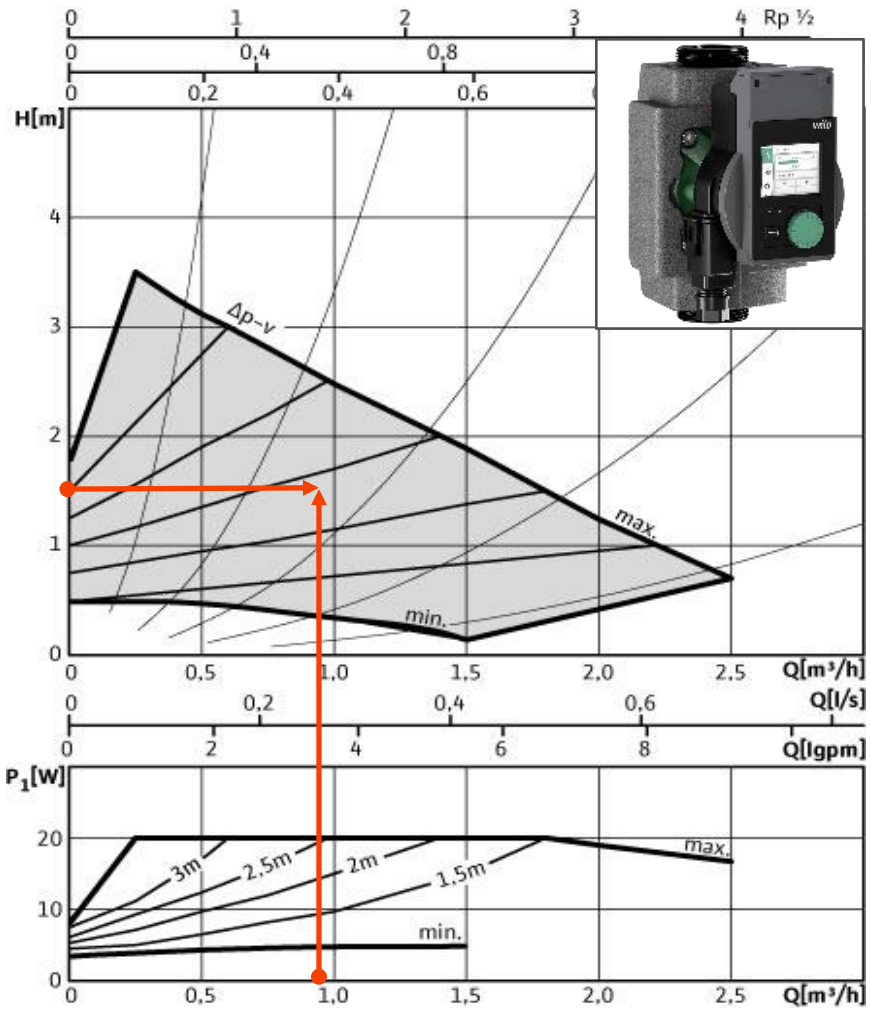 0 1 2 3 4 Rp ½
0 0,4 0,8
0 0,2 0,4 0,6
H[m]
wilo
4
3
Δp-v
2
max.
1
min.
0
0 0,5 1,0 1,5 2,0 2,5 Q[m³/h]
0 0,2 0,4 0,6 Q[l/s]
0 2 4 6 8 Q[Igpm]
P₁[W]
20
3m 2,5m 2m 1,5m max.
10
min.
0
0 0,5 1,0 1,5 2,0 2,5 Q[m³/h]